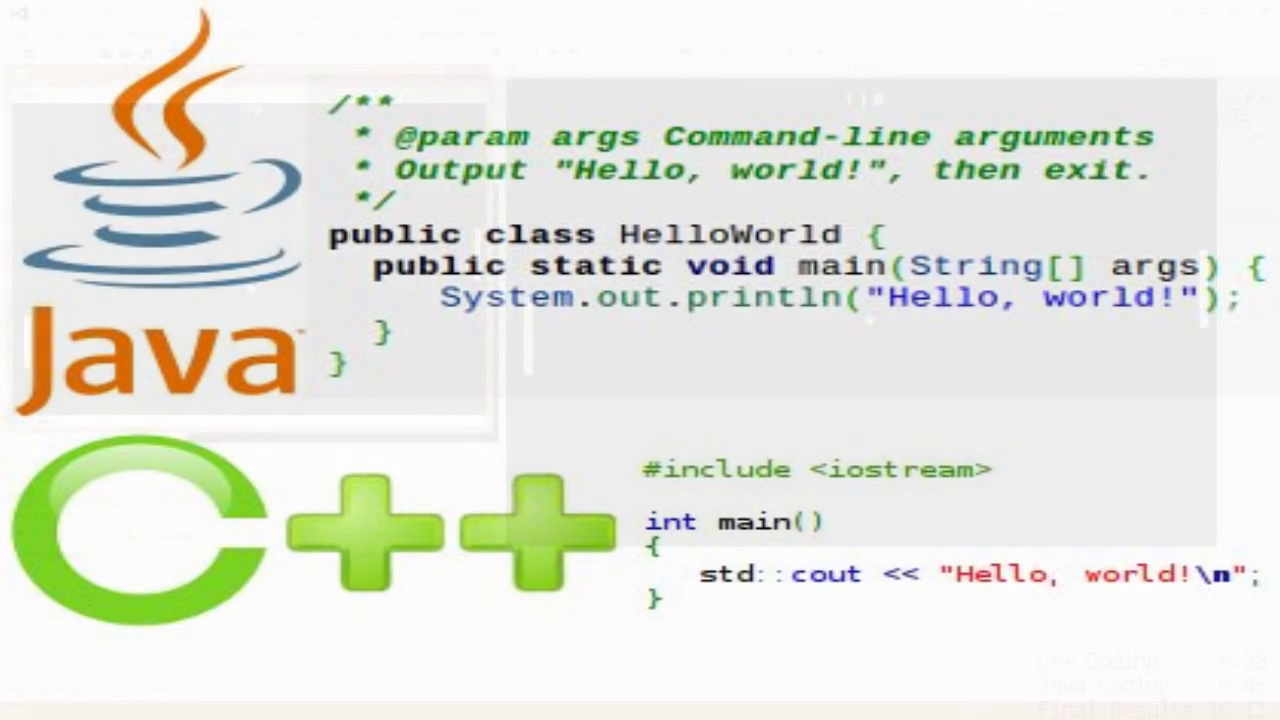 /**
* @param args Command-line arguments
* Output "Hello, world!", then exit.
*/
public class HelloWorld {
public static void main(String[] args) {
System.out.println("Hello, world!");
}
}
Java
#include <iostream>
int main()
{
std::cout << "Hello, world!\n";
}
C++
C++ Coding
Java Coding
Final Results